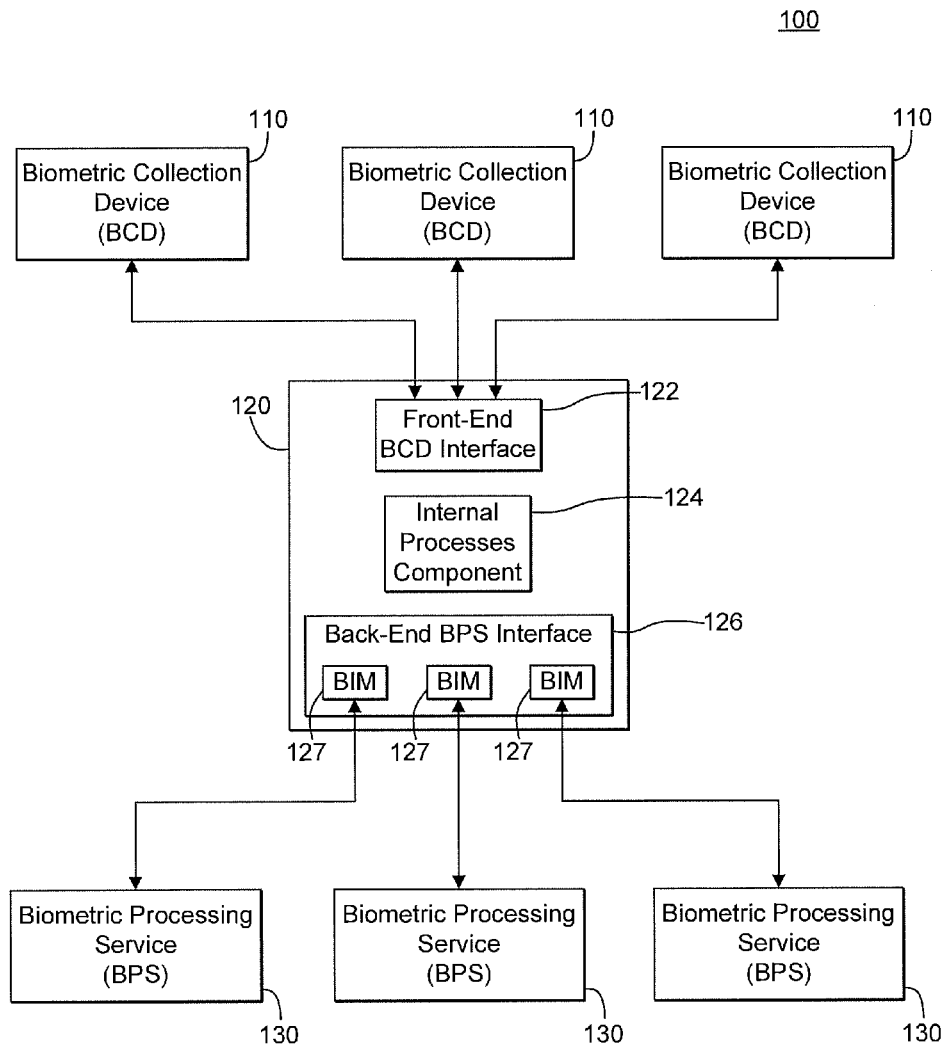 100
110
110
110
Biometric Collection
Device
(BCD)
Biometric Collection
Device
(BCD)
Biometric Collection
Device
(BCD)
120
122
Front-End
BCD Interface
124
Internal
Processes
Component
126
Back-End BPS Interface
BIM
BIM
BIM
127
127
127
Biometric Processing
Service
(BPS)
Biometric Processing
Service
(BPS)
Biometric Processing
Service
(BPS)
130
130
130